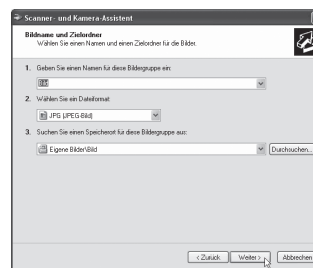 Scanner- und Kamera-Assistent
Bildname und Zielordner
Wählen Sie einen Namen und einen Zielordner für die Bilder.
1. Geben Sie einen Namen für diese Bildergruppe ein:
Bild
2. Wählen Sie ein Dateiformat:
JPG (JPEG-Bild)
3. Suchen Sie einen Speicherort für diese Bildergruppe aus:
Eigene Bilder\Bild
Durchsuchen...
< Zurück Weiter > Abbrechen